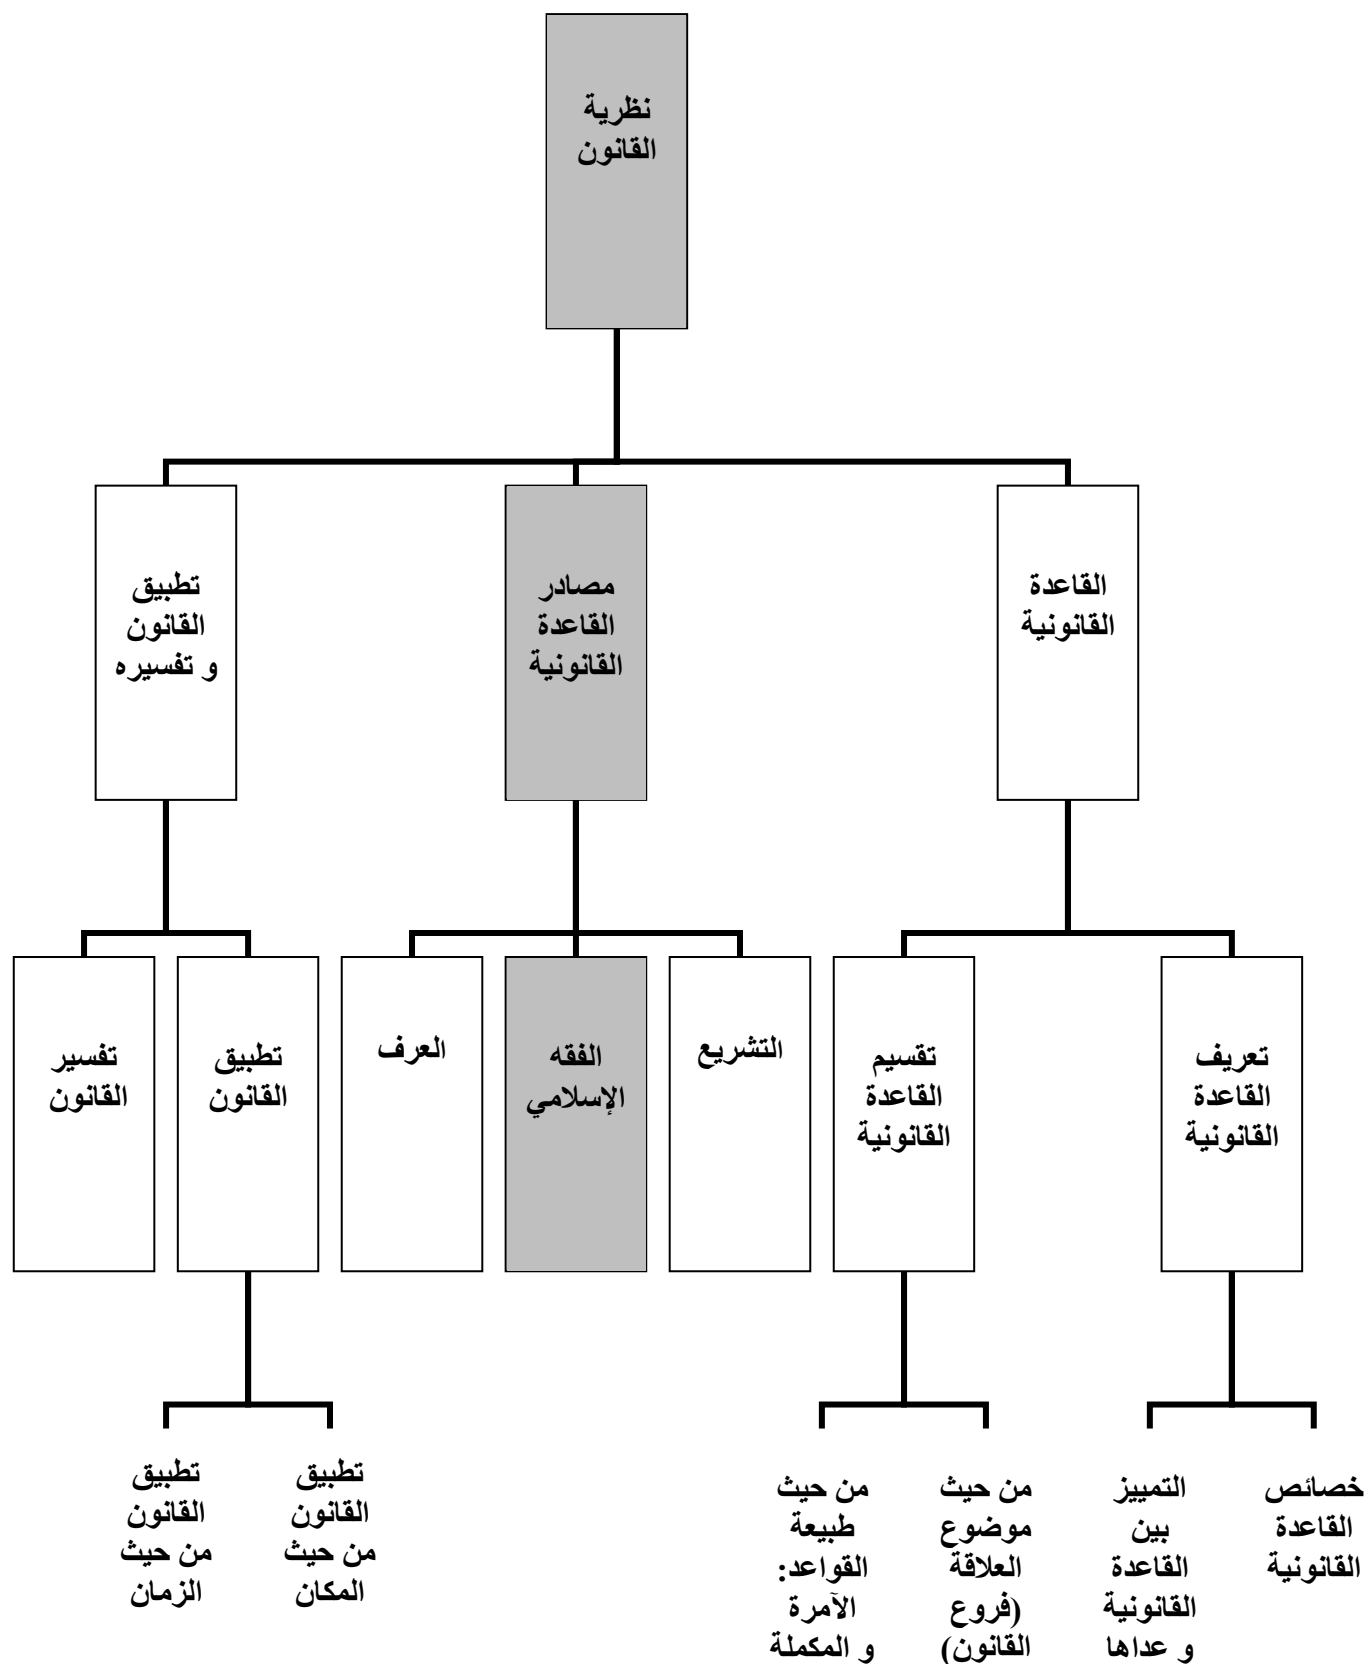 نظرية
القانون
القاعدة
القانونية
مصادر
القاعدة
القانونية
تطبيق
القانون
و تفسيره
تعريف
القاعدة
القانونية
تقسيم
القاعدة
القانونية
التشريع
الفقه
الإسلامي
العرف
تطبيق
القانون
تفسير
القانون
خصائص
القاعدة
القانونية
التمييز
بين
القاعدة
القانونية
و عداها
من حيث
موضوع
العلاقة
(فروع
القانون)
من حيث
طبيعة
القواعد:
الآمرة
و المكملة
تطبيق
القانون
من حيث
المكان
تطبيق
القانون
من حيث
الزمان